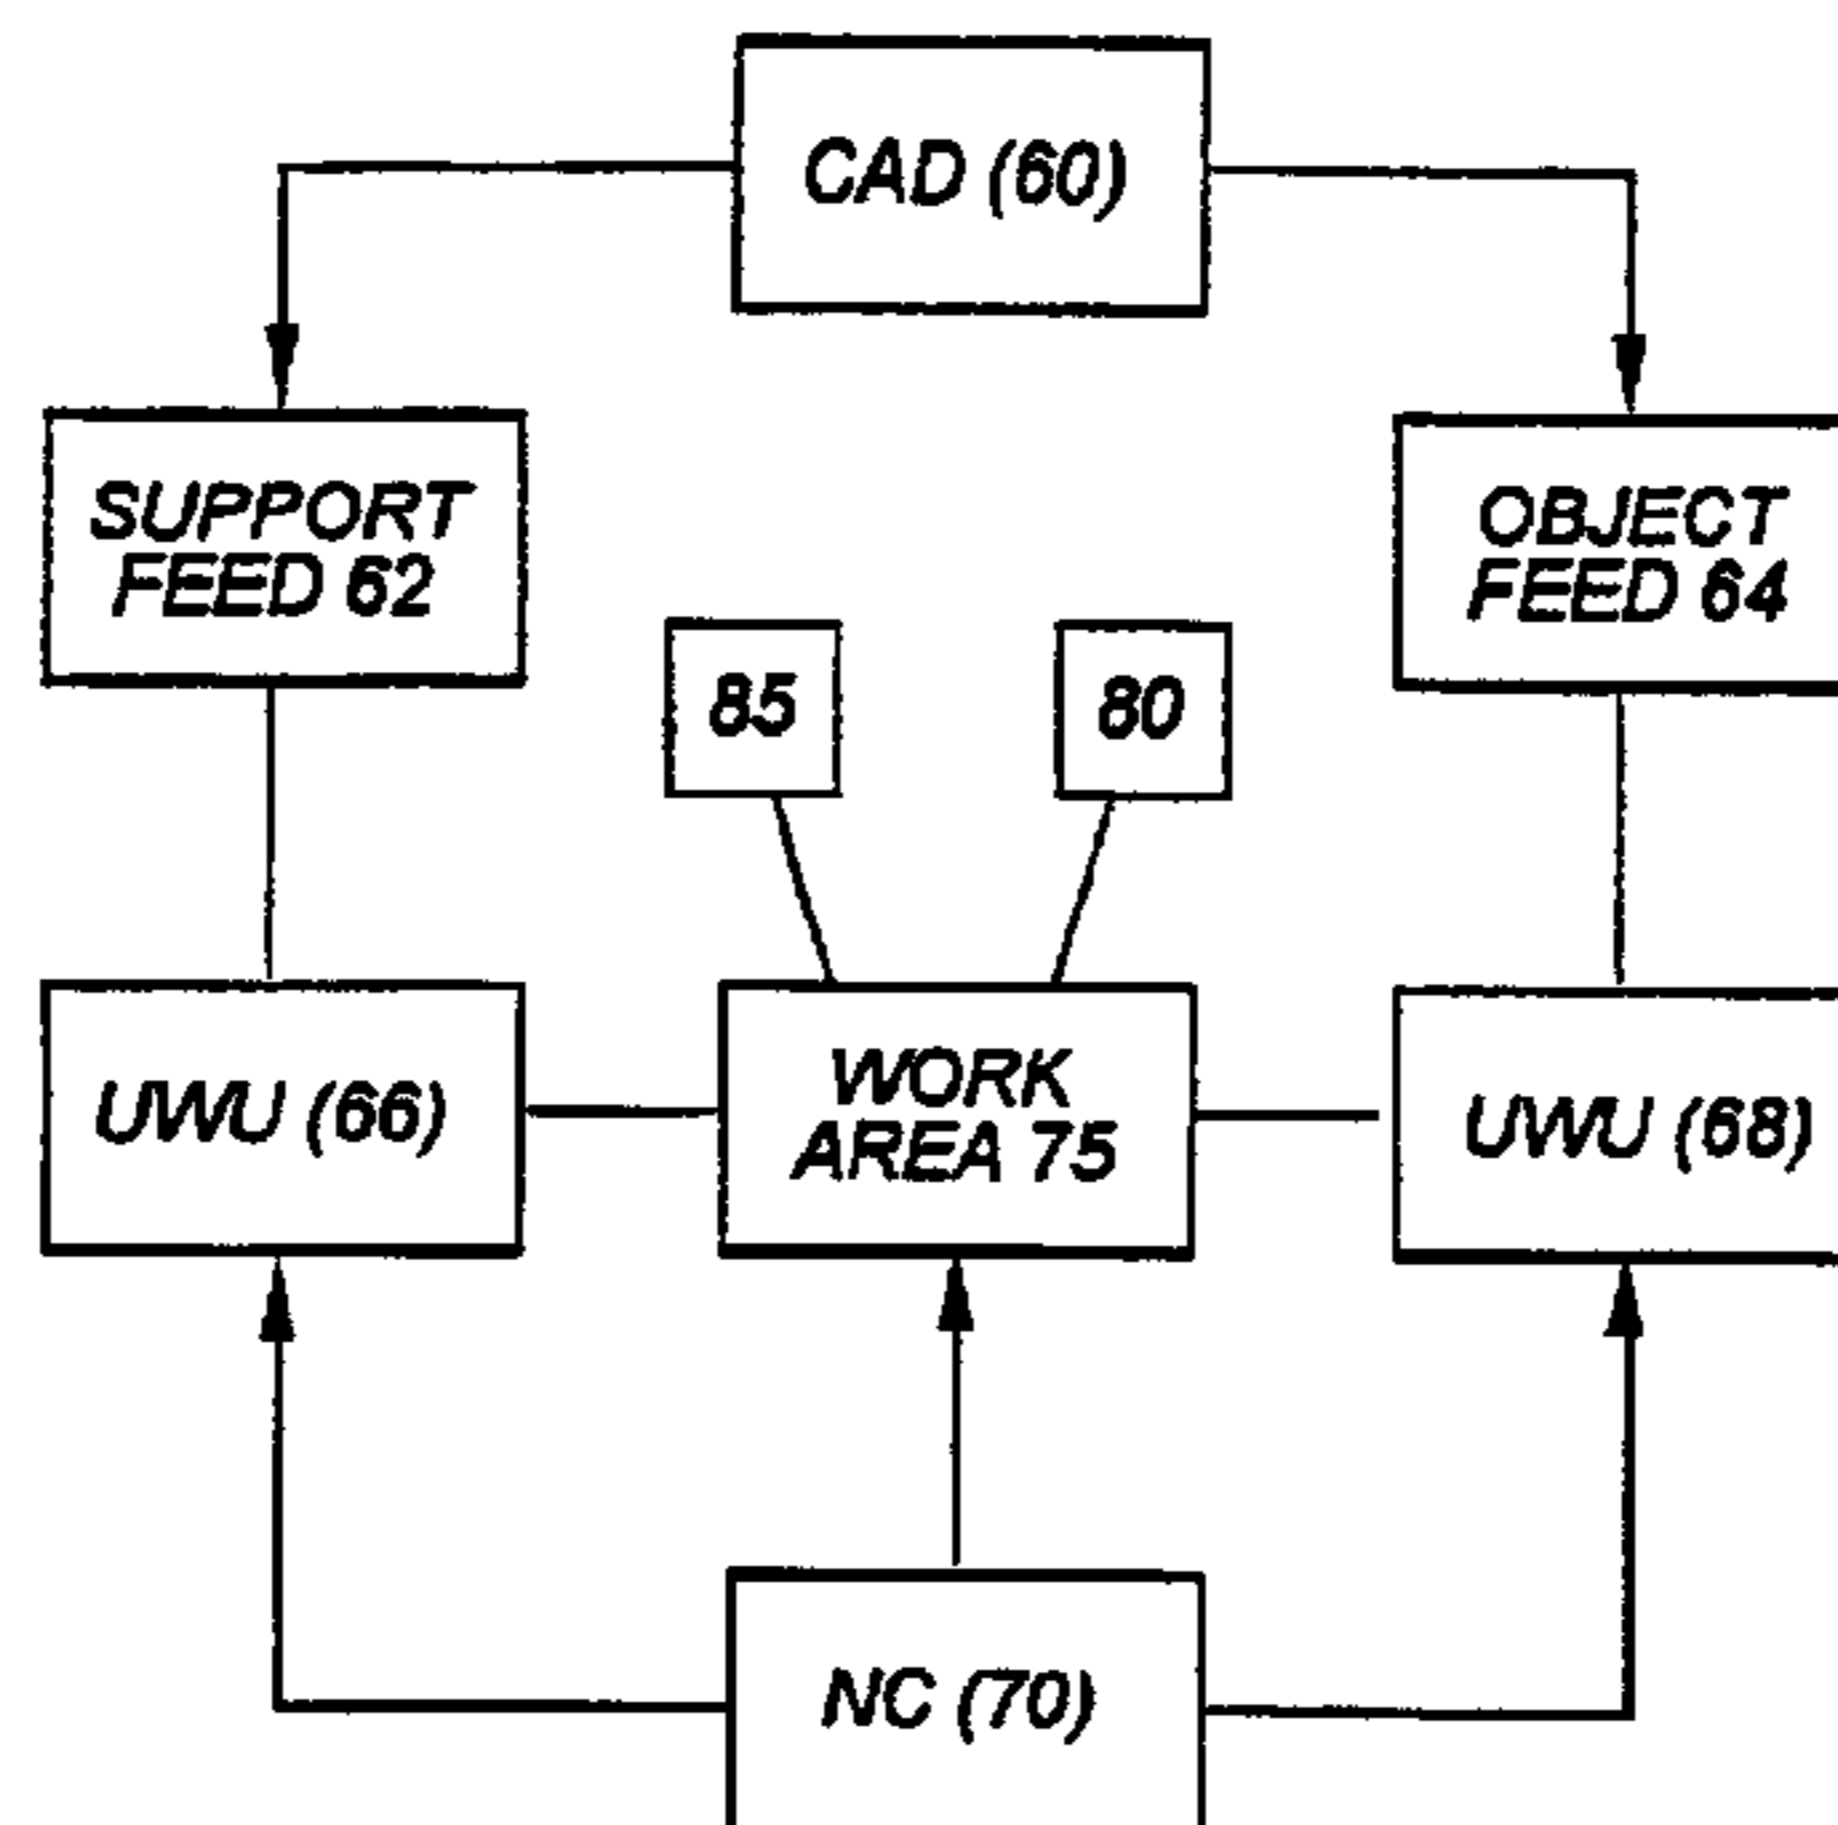 CAD (60)
SUPPORT
FEED 62
OBJECT
FEED 64
85
80
UWU (66)
WORK
AREA 75
UWU (68)
NC (70)